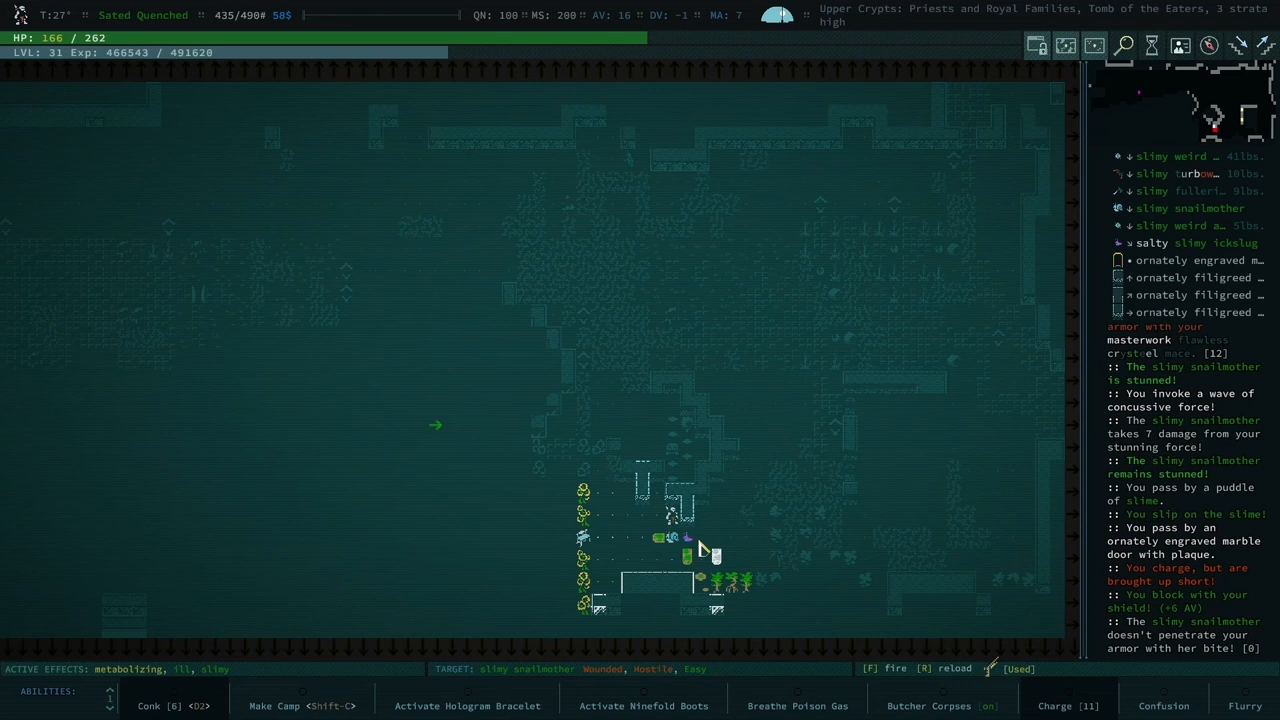 T:27° :: Sated Quenched :: 435/490# 58$ QN: 100 :: MS: 200 :: AV: 16 :: DV: -1 :: MA: 7 :: Upper Crypts: Priests and Royal Families, Tomb of the Eaters, 3 strata high
HP: 166 / 262
LVL: 31 Exp: 466543 / 491620
slimy weird … 41lbs.
slimy turbow… 10lbs.
slimy fulleri… 9lbs.
slimy snailmother
slimy weird a… 5lbs.
salty slimy ickslug
ornately engraved m…
ornately filigreed …
ornately filigreed …
ornately filigreed …
armor with your
masterwork flawless
crysteel mace. [12]
:: The slimy snailmother
is stunned!
:: You invoke a wave of
concussive force!
:: The slimy snailmother
takes 7 damage from your
stunning force!
:: The slimy snailmother
remains stunned!
:: You pass by a puddle
of slime.
:: You slip on the slime!
:: You pass by an
ornately engraved marble
door with plaque.
:: You charge, but are
brought up short!
:: You block with your
shield! (+6 AV)
:: The slimy snailmother
doesn't penetrate your
armor with her bite! [0]
ACTIVE EFFECTS: metabolizing, ill, slimy
TARGET: slimy snailmother Wounded, Hostile, Easy
[F] fire [R] reload [Used]
ABILITIES: 1 Conk [6] <D2> Make Camp <Shift-C> Activate Hologram Bracelet Activate Ninefold Boots Breathe Poison Gas Butcher Corpses [on] Charge [11] Confusion Flurry